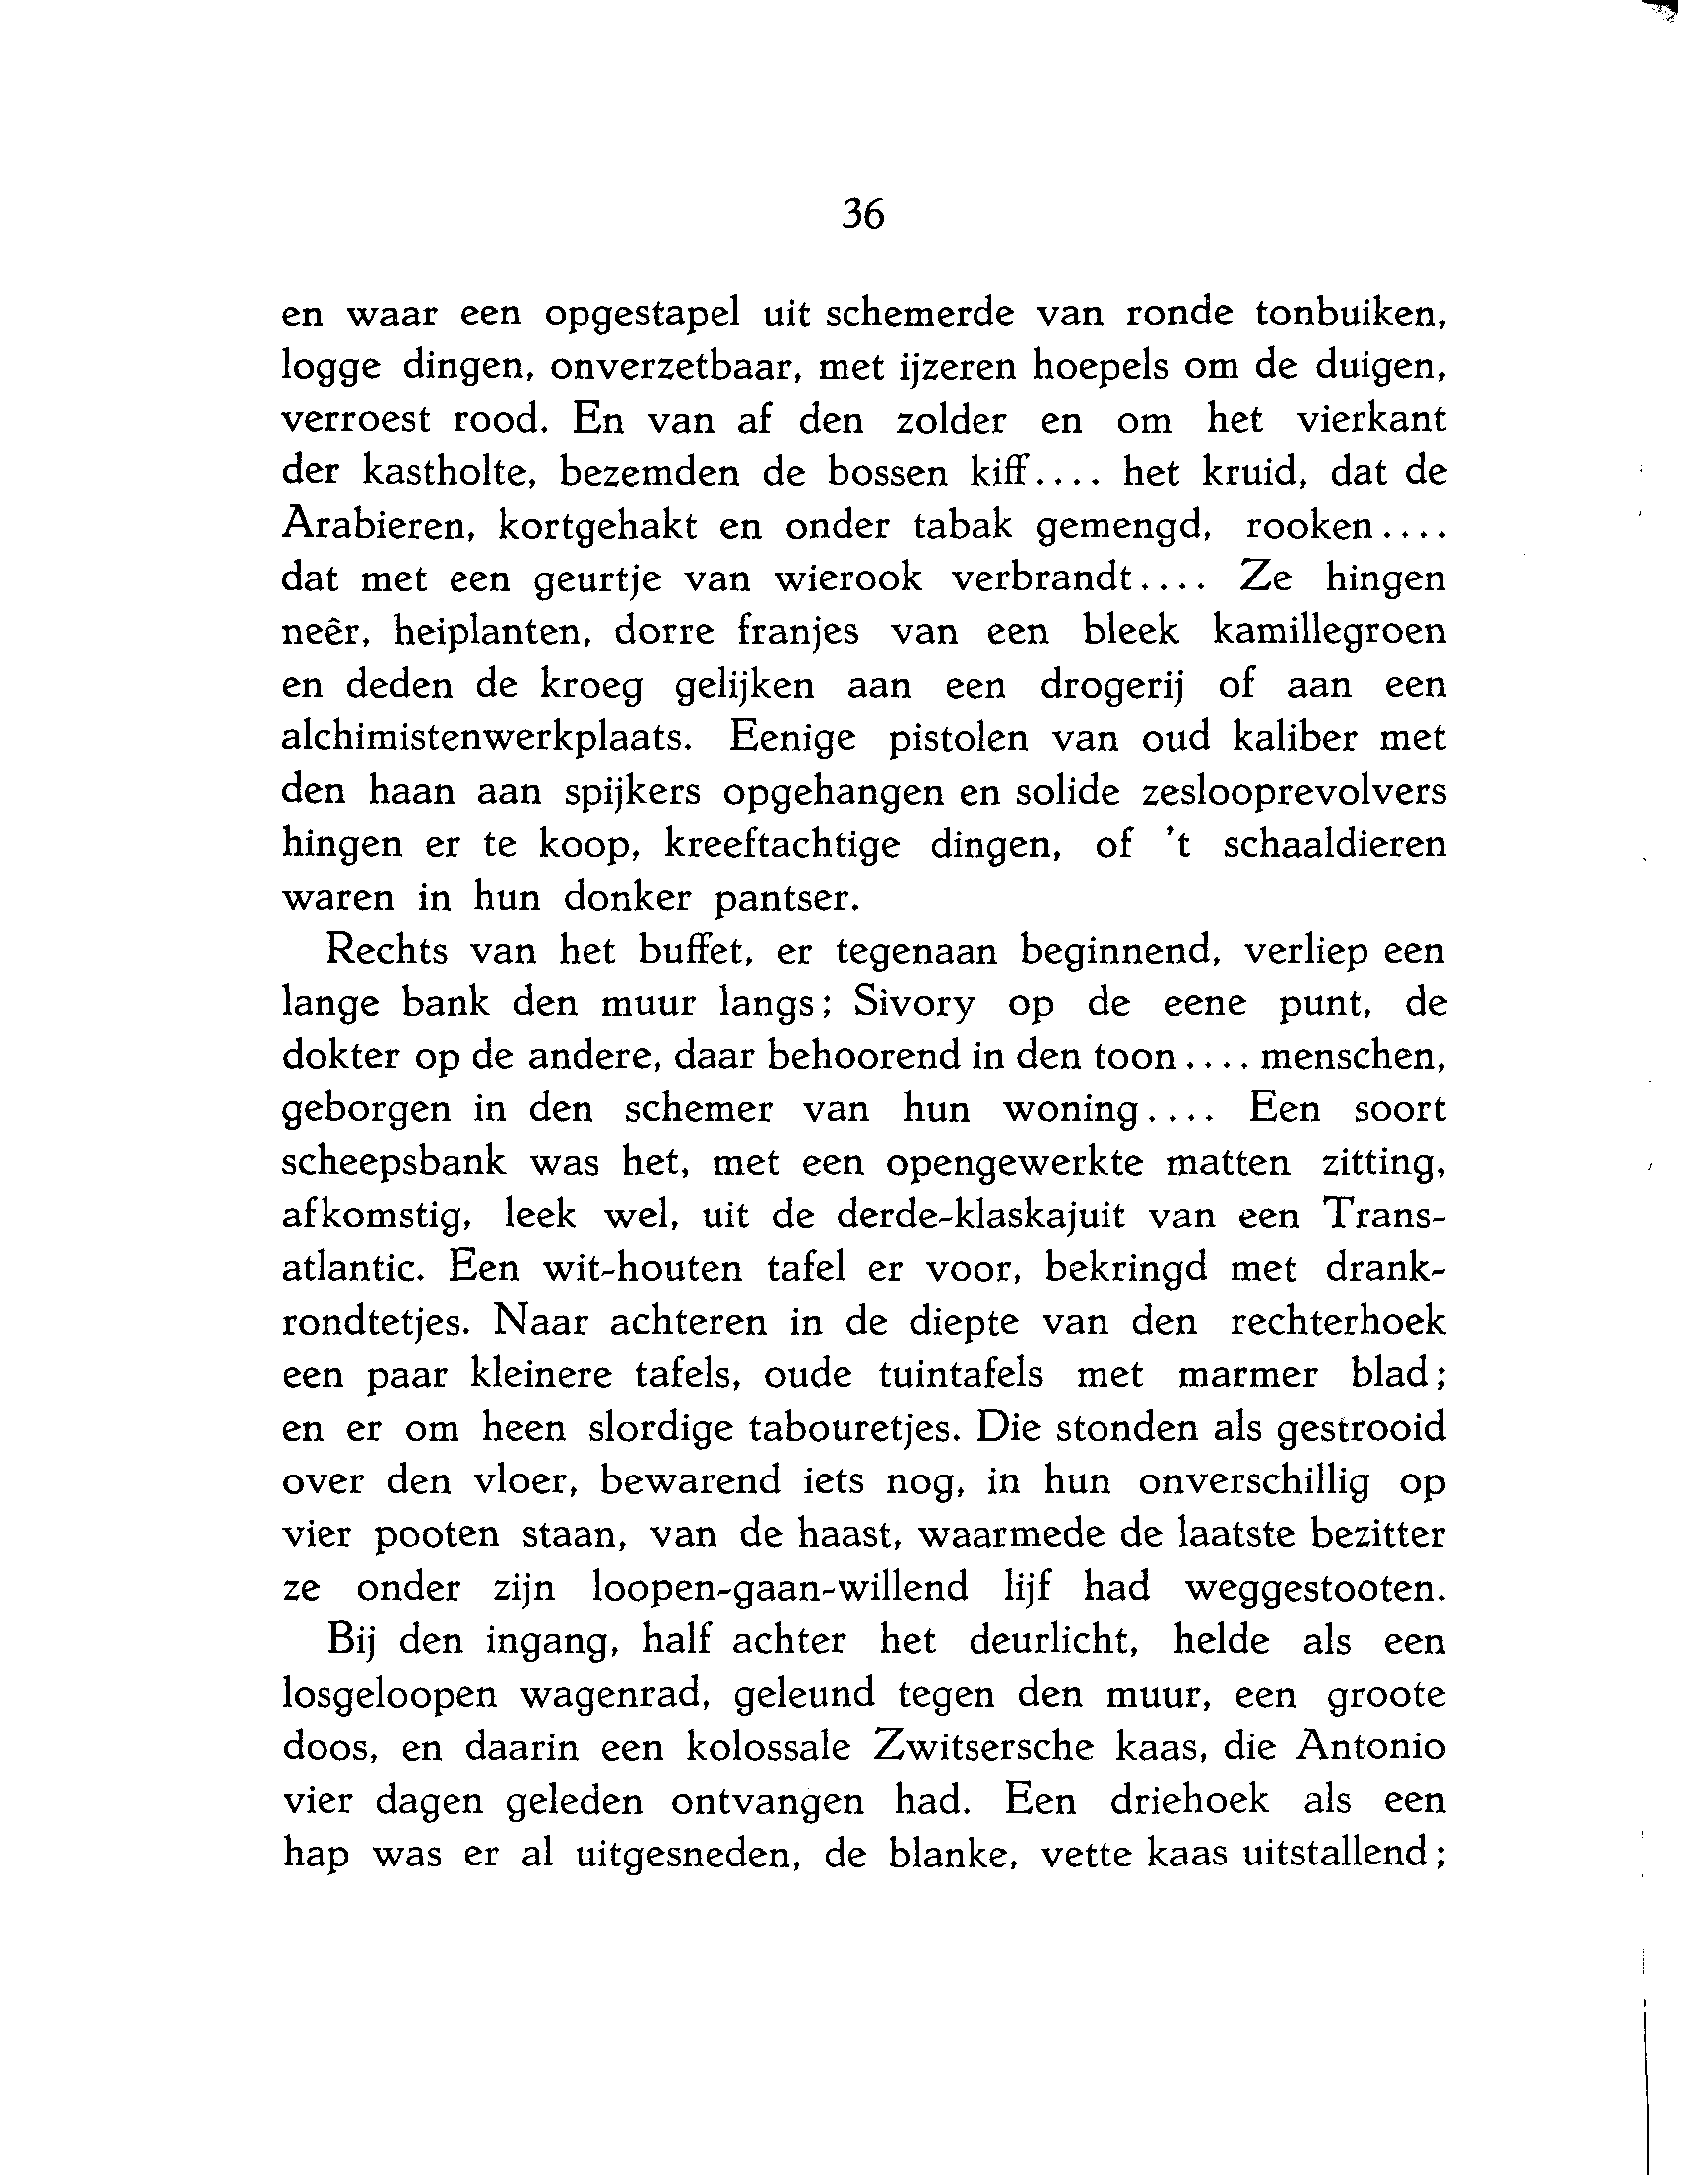 36
en waar een opgestapel uit schemerde van ronde tonbuiken,
logge dingen, onverzetbaar, met ijzeren hoepels om de duigen,
verroest rood. En van af den zolder en om het vierkant
der kastholte, bezemden de bossen kiff.... het kruid, dat de
Arabieren, kortgehakt en onder tabak gemengd, rooken....
dat met een geurtje van wierook verbrandt.... Ze hingen
neêr, heiplanten, dorre franjes van een bleek kamillegroen
en deden de kroeg gelijken aan een drogerij of aan een
alchimistenwerkplaats. Eenige pistolen van oud kaliber met
den haan aan spijkers opgehangen en solide zeslooprevolvers
hingen er te koop, kreeftachtige dingen, of 't schaaldieren
waren in hun donker pantser.
Rechts van het buffet, er tegenaan beginnend, verliep een
lange bank den muur langs; Sivory op de eene punt, de
dokter op de andere, daar behoorend in den toon.... menschen,
geborgen in den schemer van hun woning.... Een soort
scheepsbank was het, met een opengewerkte matten zitting,
afkomstig, leek wel, uit de derde-klaskajuit van een Trans-
atlantic. Een wit-houten tafel er voor, bekringd met drank-
rondtetjes. Naar achteren in de diepte van den rechterhoek
een paar kleinere tafels, oude tuintafels met marmer blad;
en er om heen slordige tabouretjes. Die stonden als gestrooid
over den vloer, bewarend iets nog, in hun onverschillig op
vier pooten staan, van de haast, waarmede de laatste bezitter
ze onder zijn loopen-gaan-willend lijf had weggestooten.
Bij den ingang, half achter het deurlicht, helde als een
losgeloopen wagenrad, geleund tegen den muur, een groote
doos, en daarin een kolossale Zwitsersche kaas, die Antonio
vier dagen geleden ontvangen had. Een driehoek als een
hap was er al uitgesneden, de blanke, vette kaas uitstallend;